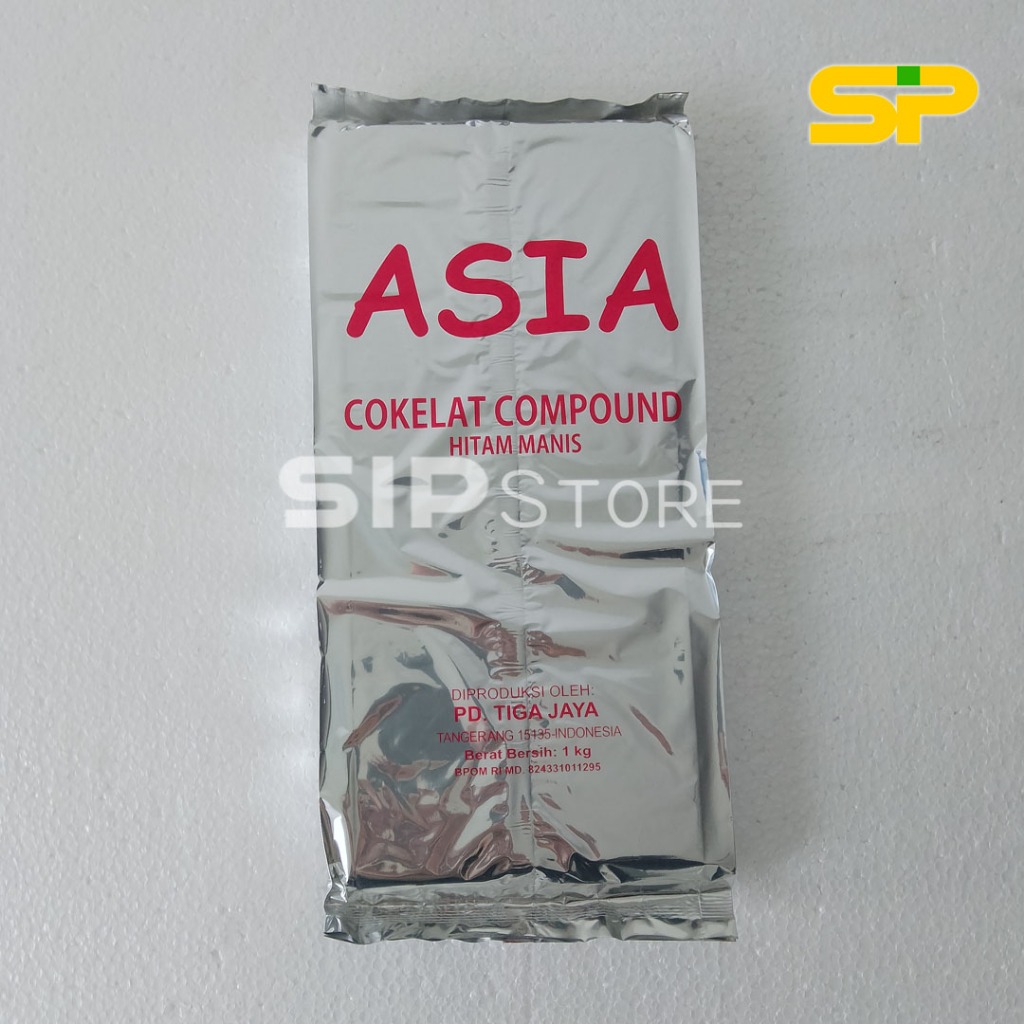 SiP
ASIA
COKELAT COMPOUND
HITAM MANIS
SIP STORE
DIPRODUKSI OLEH:
PD. TIGA JAYA
TANGERANG 15135-INDONESIA
Berat Bersih: 1 kg
BPOM RI MD. 824331011295